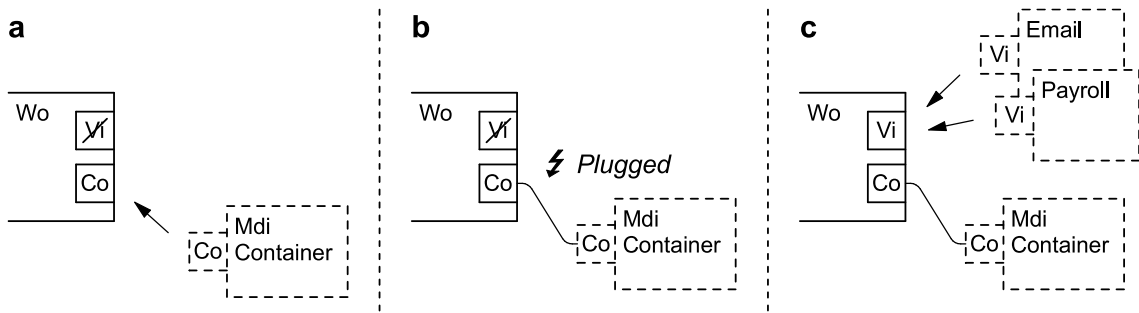 a
Wo
Vi
Co
Co
Mdi
Container
b
Wo
Vi
Co
Plugged
Co
Mdi
Container
c
Wo
Vi
Co
Vi
Email
Vi
Payroll
Co
Mdi
Container